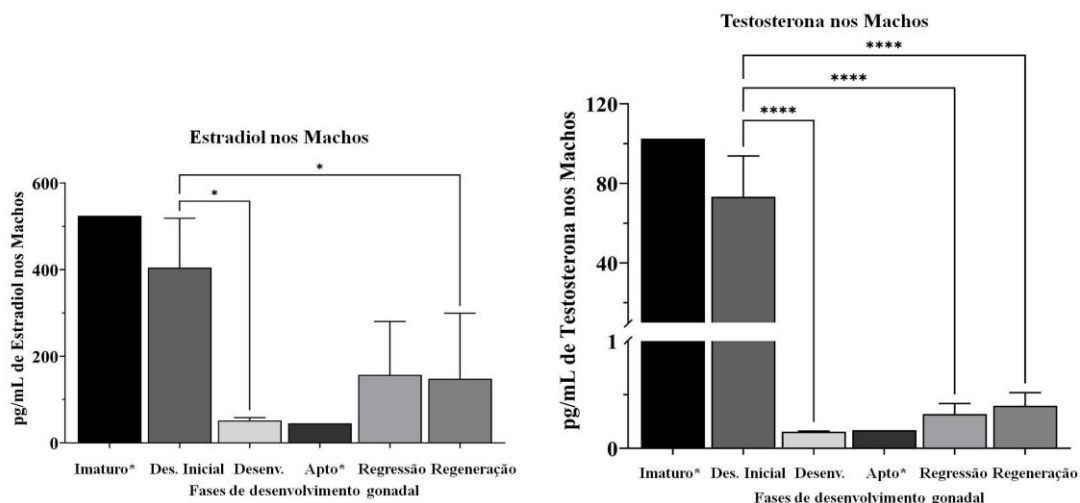 Estradiol nos Machos
pg/mL de Estradiol nos Machos
600
400
200
0
*
*
Imaturo* Des. Inicial Desenv. Apto* Regressão Regeneração
Fases de desenvolvimento gonadal
Testosterona nos Machos
pg/mL de Testosterona nos Machos
120
80
40
1
0
****
****
****
Imaturo* Des. Inicial Desenv. Apto* Regressão Regeneração
Fases de desenvolvimento gonadal